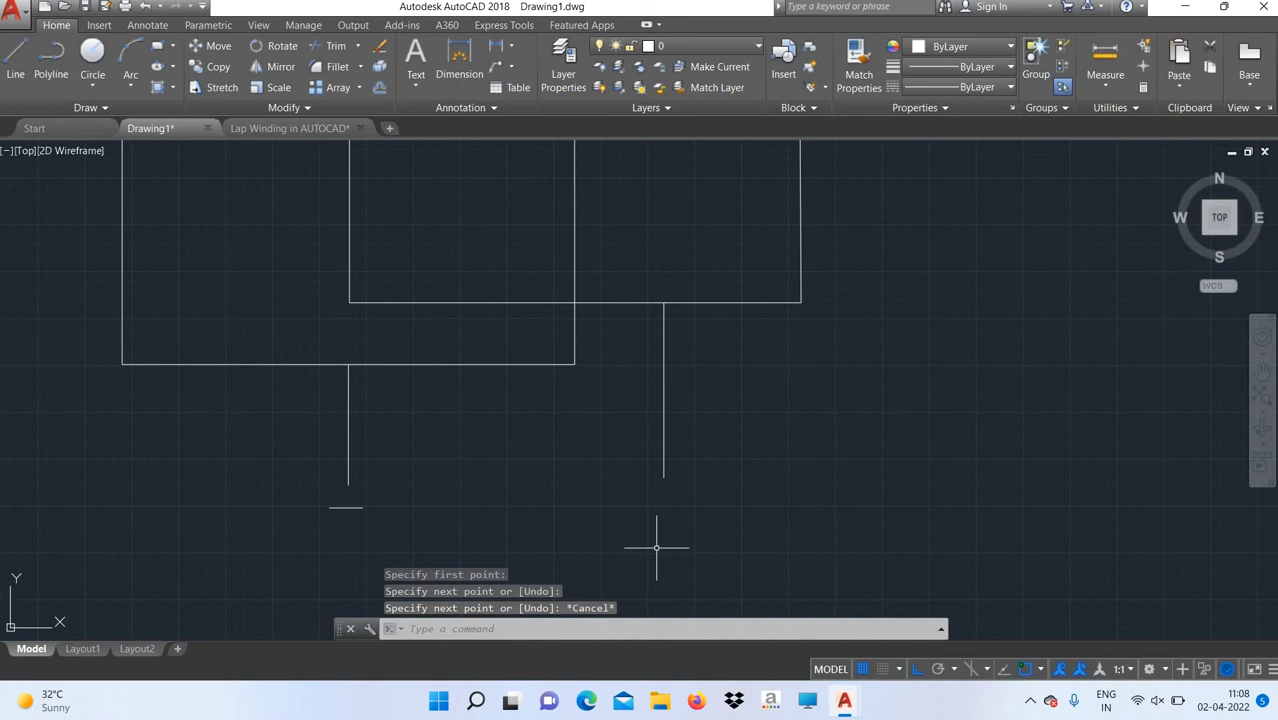 Autodesk AutoCAD 2018 Drawing1.dwg
Type a keyword or phrase
Sign In
Home Insert Annotate Parametric View Manage Output Add-ins A360 Express Tools Featured Apps
Line Polyline Circle Arc
Move Rotate Trim
Copy Mirror Fillet
Stretch Scale Array
Text Dimension Table
Layer Properties
0
Make Current
Match Layer
Insert
Match Properties
ByLayer
ByLayer
ByLayer
Group Measure Paste Base
Draw Modify Annotation Layers Block Properties Groups Utilities Clipboard View
Start Drawing1* Lap Winding in AUTOCAD*
[−][Top][2D Wireframe]
N
W TOP E
S
WCS
Y
X
Specify first point:
Specify next point or [Undo]:
Specify next point or [Undo]: *Cancel*
Type a command
Model Layout1 Layout2
MODEL 1:1
32°C
Sunny
ENG
IN
11:08
02-04-2022
5